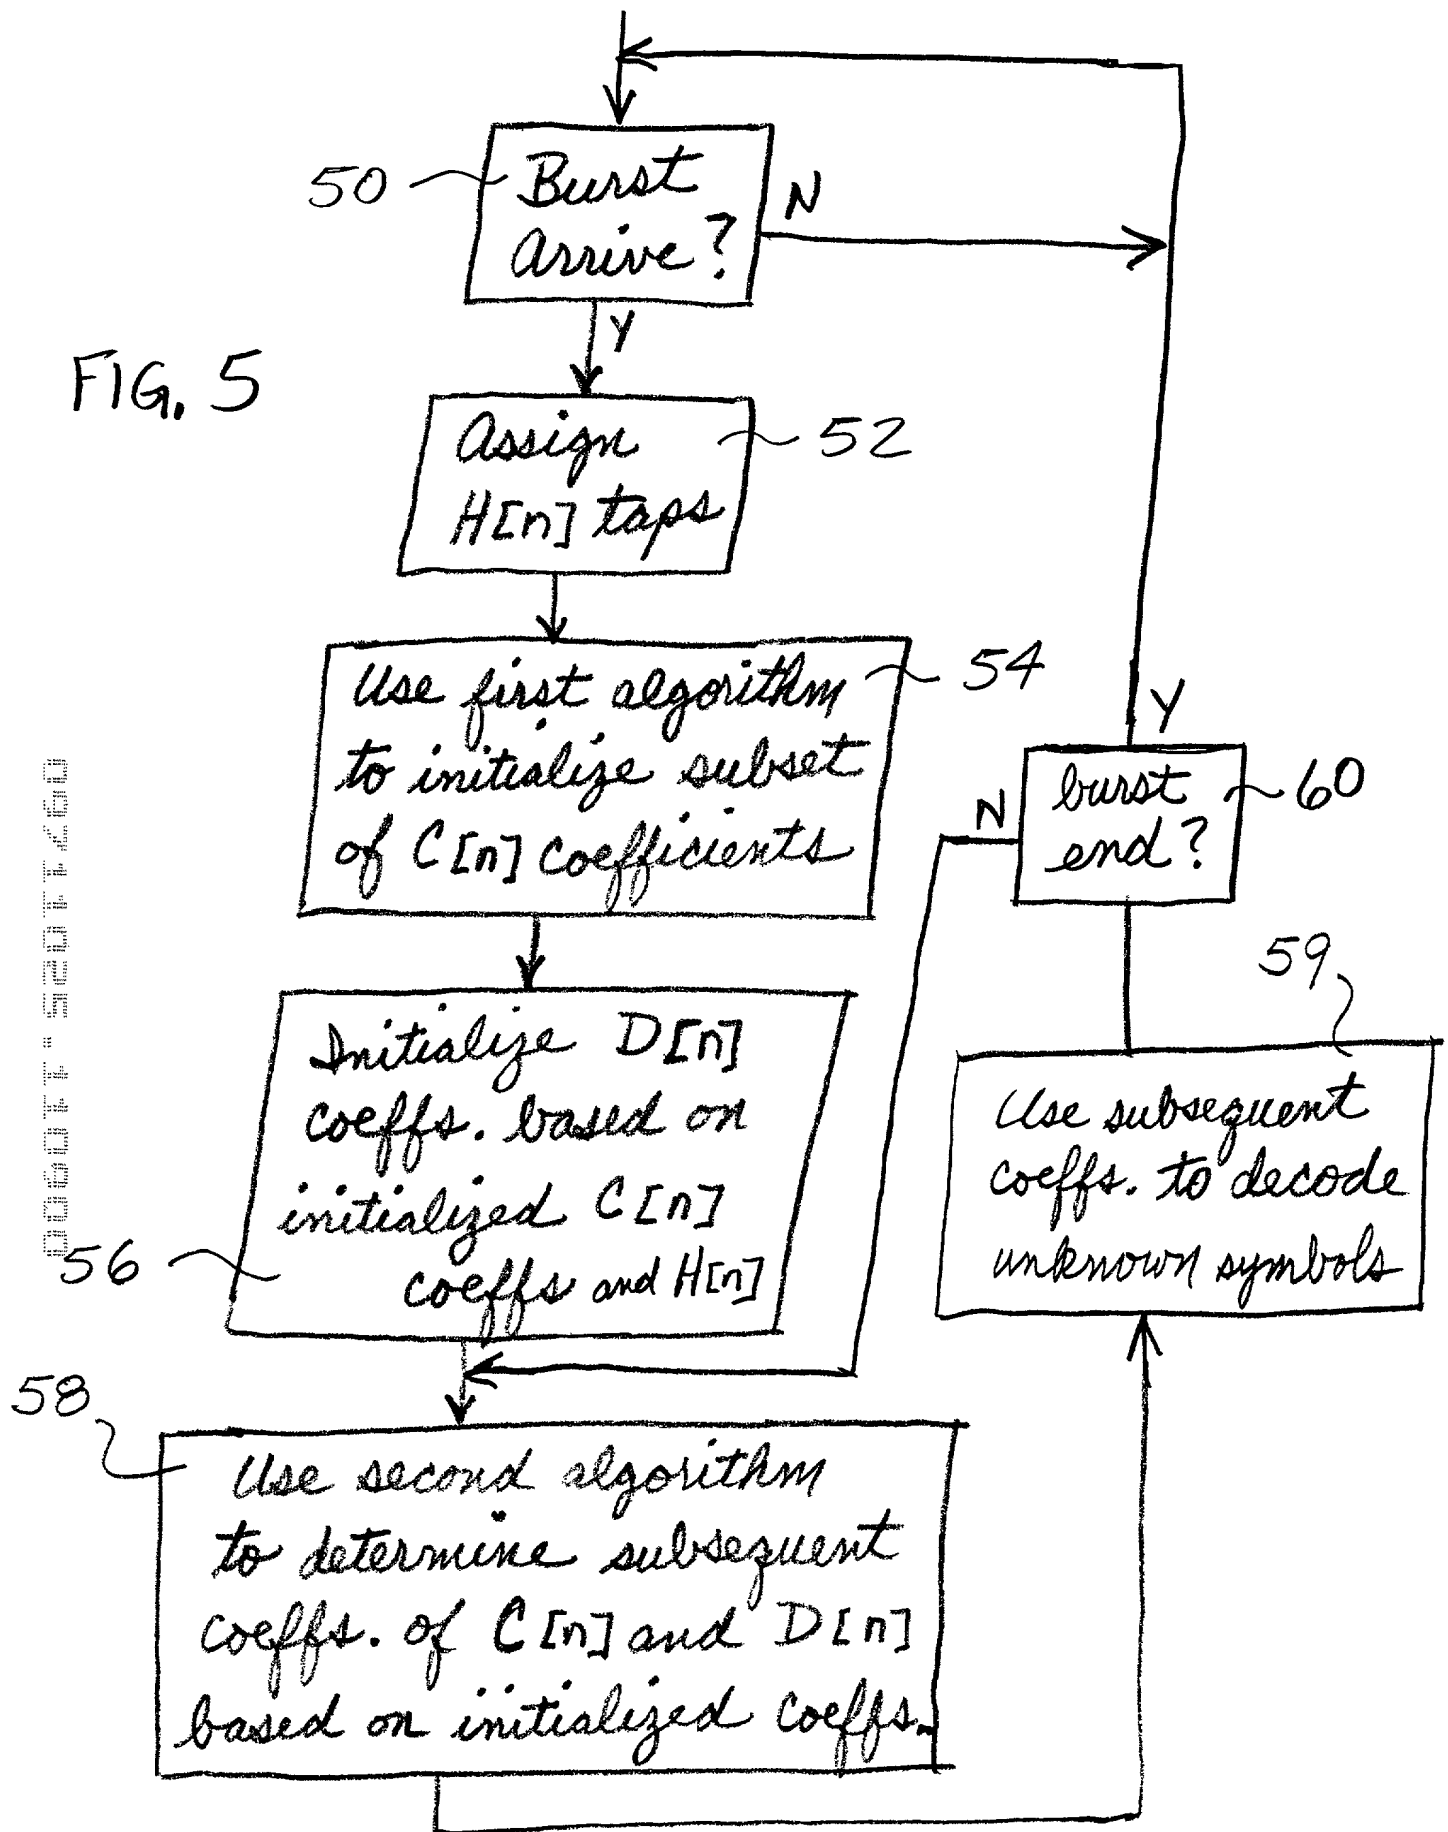 50
Burst
Arrive?
N
Y
FIG. 5
Assign
H[n] taps
52
Use first algorithm
to initialize subset
of C[n] coefficients
54
Y
burst
end?
60
N
Initialize D[n]
coeffs. based on
initialized C[n]
coeffs and H[n]
56
59
Use subsequent
coeffs. to decode
unknown symbols
58
Use second algorithm
to determine subsequent
coeffs. of C[n] and D[n]
based on initialized coeffs.